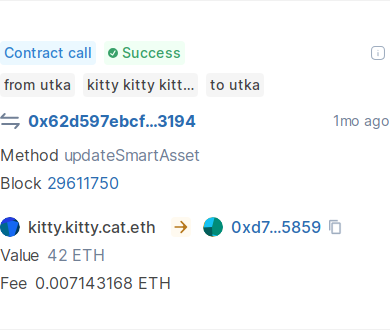 Contract call Success
from utka kitty kitty kitt... to utka
0x62d597ebcf...3194 1mo ago
Method updateSmartAsset
Block 29611750
kitty.kitty.cat.eth → 0xd7...5859
Value 42 ETH
Fee 0.007143168 ETH